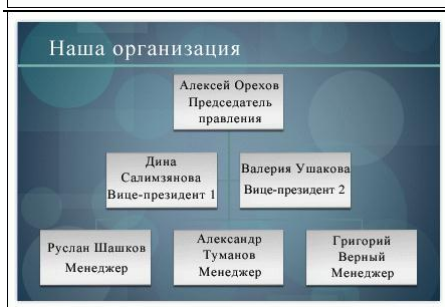 Наша организация
Алексей Орехов
Председатель
правления
Дина
Салимзянова
Вице-президент 1
Валерия Ушакова
Вице-президент 2
Руслан Шашков
Менеджер
Александр
Туманов
Менеджер
Григорий
Верный
Менеджер